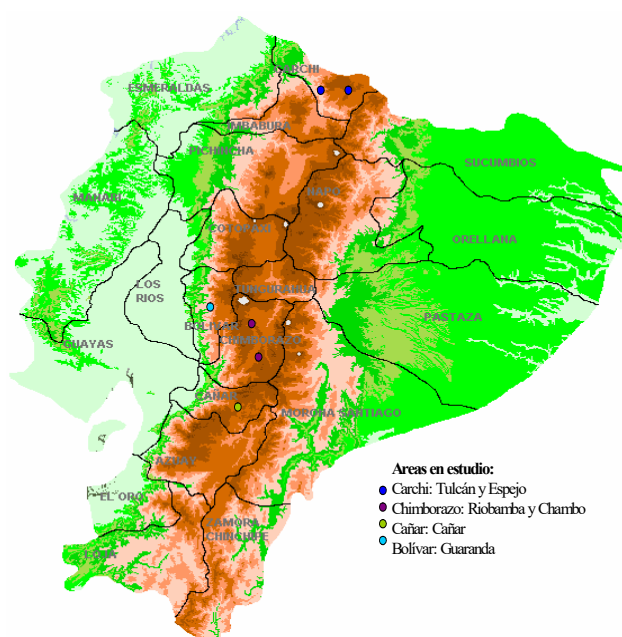 CARCHI
ESMERALDAS
IMBABURA
PICHINCHA
SUCUMBIOS
MANABI
NAPO
COTOPAXI
ORELLANA
LOS
RIOS
TUNGURAHUA
PASTAZA
BOLIVAR
CHIMBORAZO
GUAYAS
CAÑAR
MORONA SANTIAGO
AZUAY
EL ORO
ZAMORA
CHINCHIPE
LOJA
Areas en estudio:
Carchi: Tulcán y Espejo
Chimborazo: Riobamba y Chambo
Cañar: Cañar
Bolívar: Guaranda